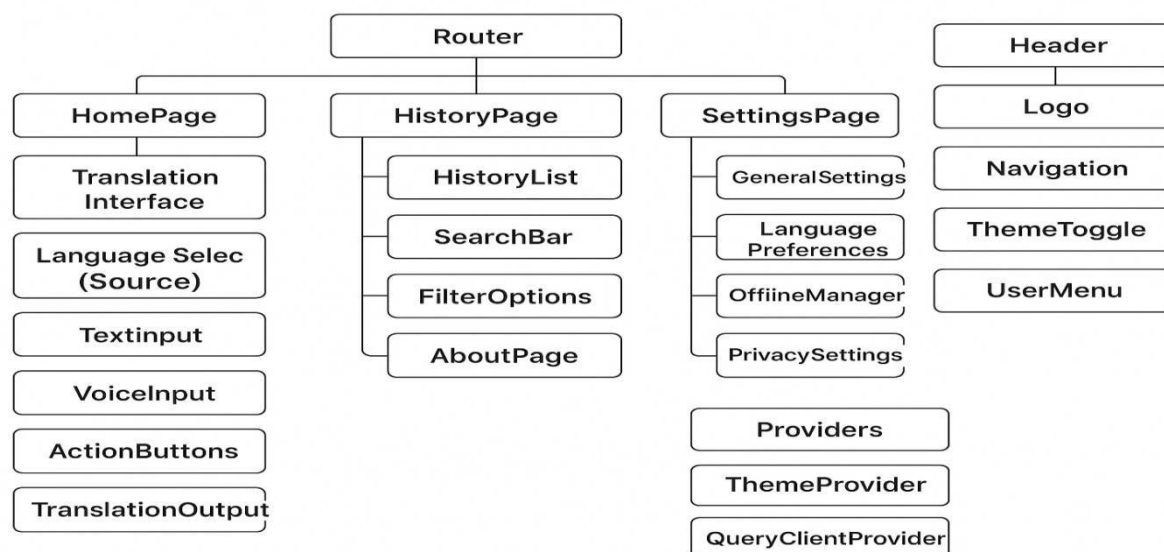 Router
Header
HomePage
HistoryPage
SettingsPage
Logo
Translation
Interface
HistoryList
GeneralSettings
Navigation
Language Selec
(Source)
SearchBar
Language
Preferences
ThemeToggle
Textinput
FilterOptions
OffiineManager
UserMenu
VoiceInput
AboutPage
PrivacySettings
ActionButtons
Providers
TranslationOutput
ThemeProvider
QueryClientProvider